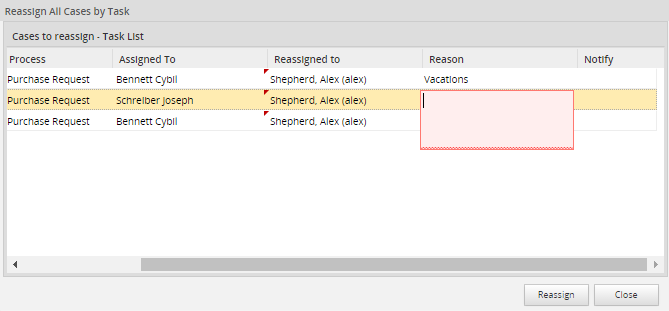 Reassign All Cases by Task
Cases to reassign - Task List
Process Assigned To Reassigned to Reason Notify
Purchase Request Bennett Cybil Shepherd, Alex (alex) Vacations
Purchase Request Schreiber Joseph Shepherd, Alex (alex)
Purchase Request Bennett Cybil Shepherd, Alex (alex)
Reassign Close